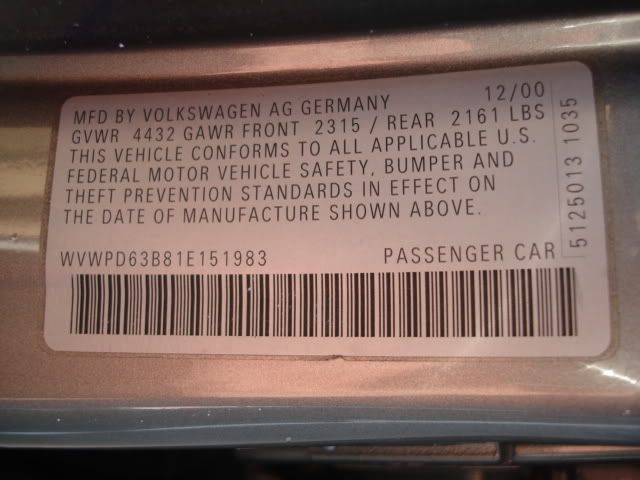 MFD BY VOLKSWAGEN AG GERMANY 12/00
GVWR 4432 GAWR FRONT 2315 / REAR 2161 LBS
THIS VEHICLE CONFORMS TO ALL APPLICABLE U.S.
FEDERAL MOTOR VEHICLE SAFETY, BUMPER AND
THEFT PREVENTION STANDARDS IN EFFECT ON
THE DATE OF MANUFACTURE SHOWN ABOVE.
WVWPD63B81E151983 PASSENGER CAR
5125013 1035